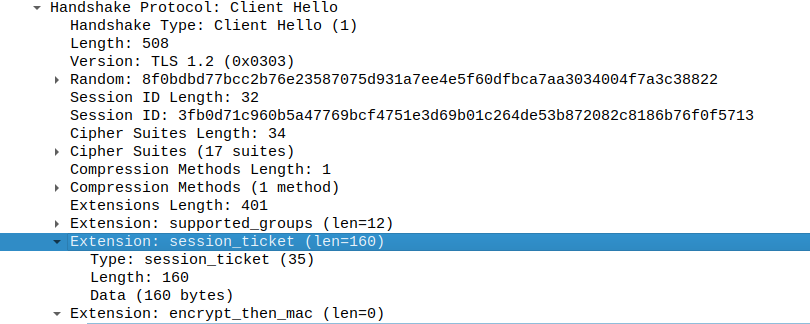 Handshake Protocol: Client Hello
Handshake Type: Client Hello (1)
Length: 508
Version: TLS 1.2 (0x0303)
Random: 8f0bdbd77bcc2b76e23587075d931a7ee4e5f60dfbca7aa3034004f7a3c38822
Session ID Length: 32
Session ID: 3fb0d71c960b5a47769bcf4751e3d69b01c264de53b872082c8186b76f0f5713
Cipher Suites Length: 34
Cipher Suites (17 suites)
Compression Methods Length: 1
Compression Methods (1 method)
Extensions Length: 401
Extension: supported_groups (len=12)
Extension: session_ticket (len=160)
Type: session_ticket (35)
Length: 160
Data (160 bytes)
Extension: encrypt_then_mac (len=0)